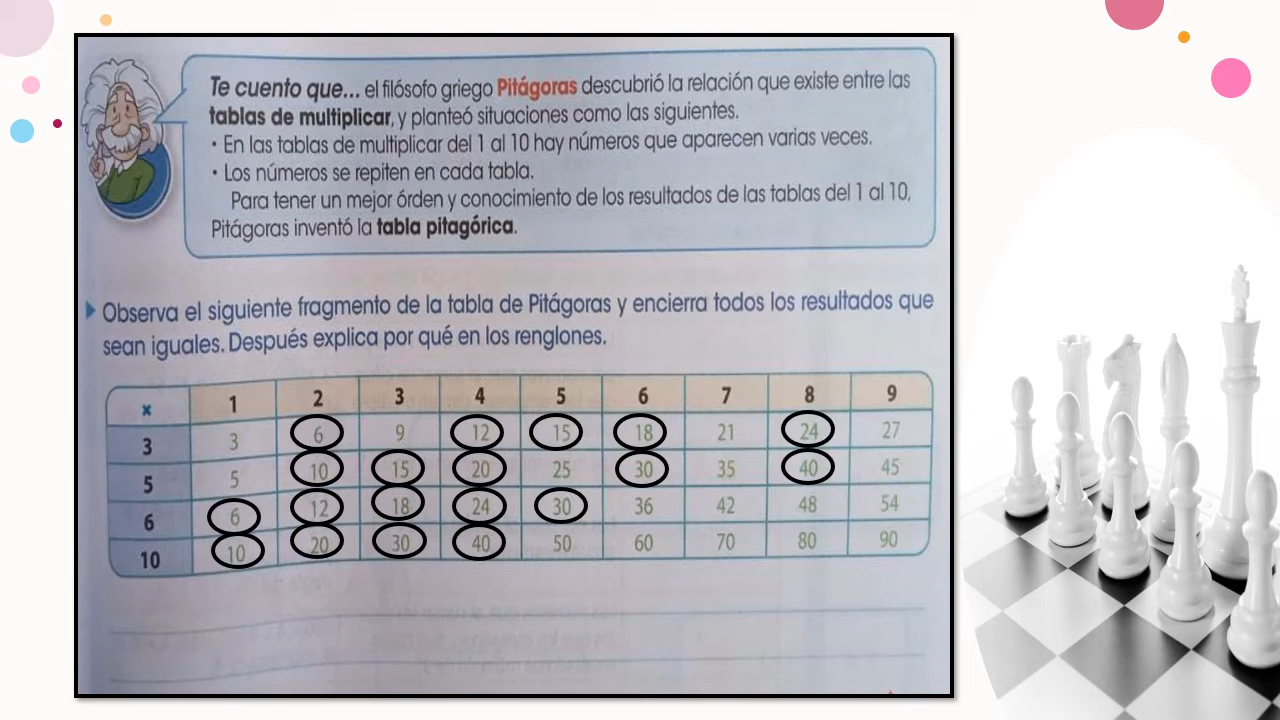 Te cuento que... el filósofo griego Pitágoras descubrió la relación que existe entre las
tablas de multiplicar, y planteó situaciones como las siguientes.
• En las tablas de multiplicar del 1 al 10 hay números que aparecen varias veces.
• Los números se repiten en cada tabla.
Para tener un mejor órden y conocimiento de los resultados de las tablas del 1 al 10,
Pitágoras inventó la tabla pitagórica.
Observa el siguiente fragmento de la tabla de Pitágoras y encierra todos los resultados que
sean iguales. Después explica por qué en los renglones.
x 1 2 3 4 5 6 7 8 9
3 3 6 9 12 15 18 21 24 27
5 5 10 15 20 25 30 35 40 45
6 6 12 18 24 30 36 42 48 54
10 10 20 30 40 50 60 70 80 90